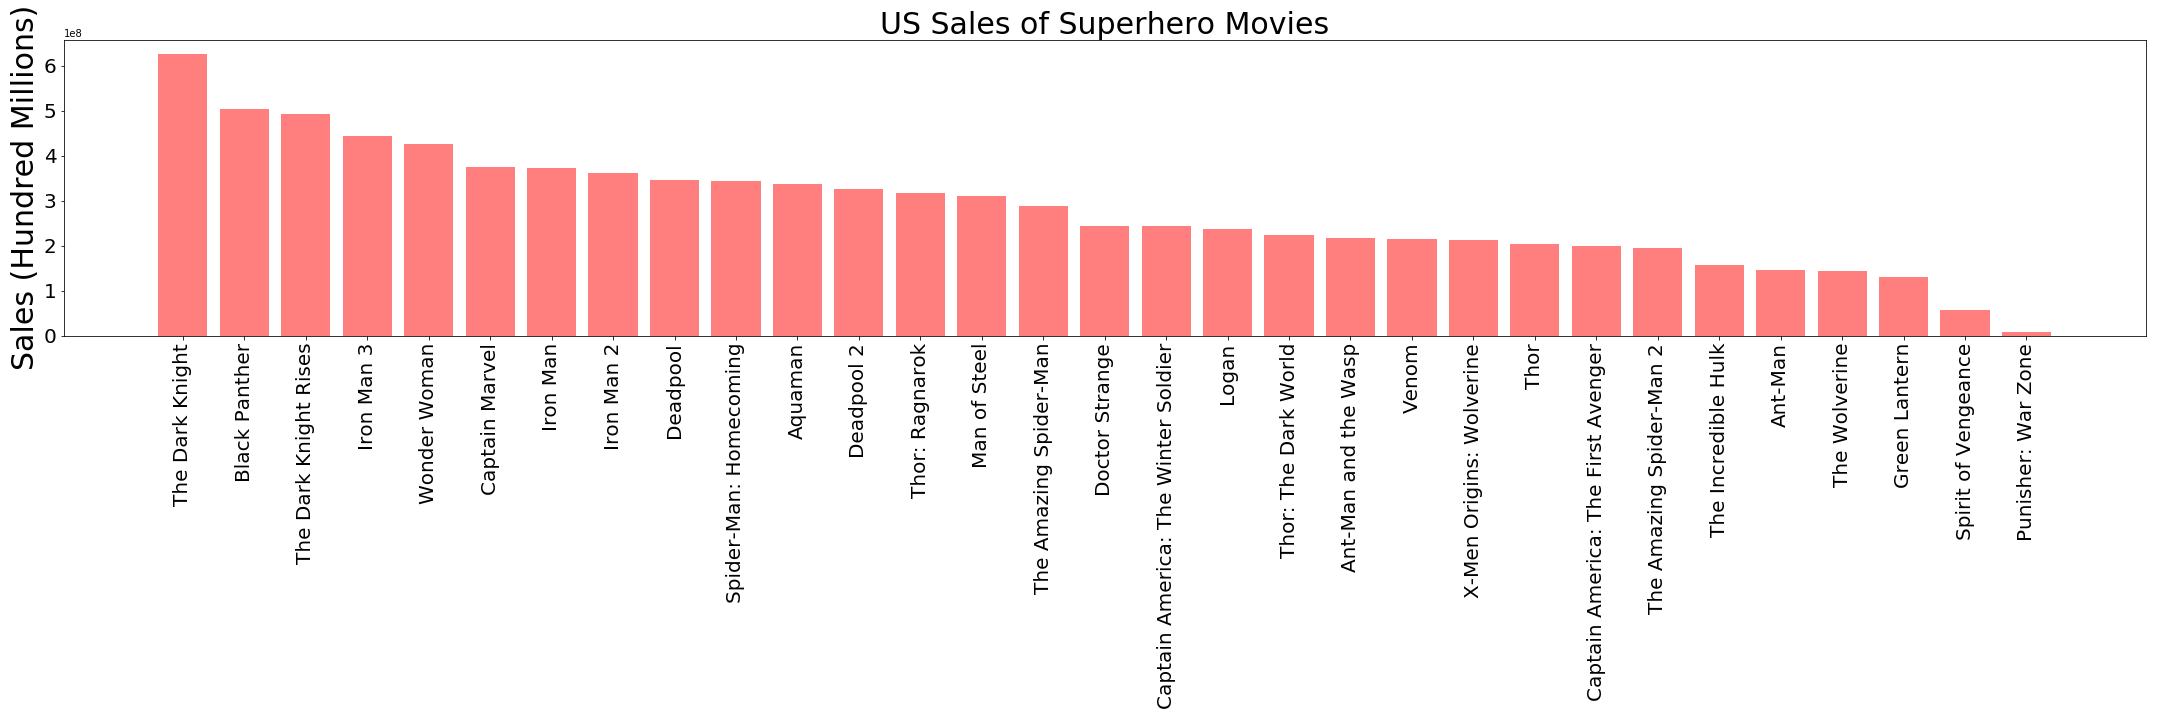 US Sales of Superhero Movies
1e8
Sales (Hundred Millions)
6
5
4
3
2
1
0
The Dark Knight
Black Panther
The Dark Knight Rises
Iron Man 3
Wonder Woman
Captain Marvel
Iron Man
Iron Man 2
Deadpool
Spider-Man: Homecoming
Aquaman
Deadpool 2
Thor: Ragnarok
Man of Steel
The Amazing Spider-Man
Doctor Strange
Captain America: The Winter Soldier
Logan
Thor: The Dark World
Ant-Man and the Wasp
Venom
X-Men Origins: Wolverine
Thor
Captain America: The First Avenger
The Amazing Spider-Man 2
The Incredible Hulk
Ant-Man
The Wolverine
Green Lantern
Spirit of Vengeance
Punisher: War Zone